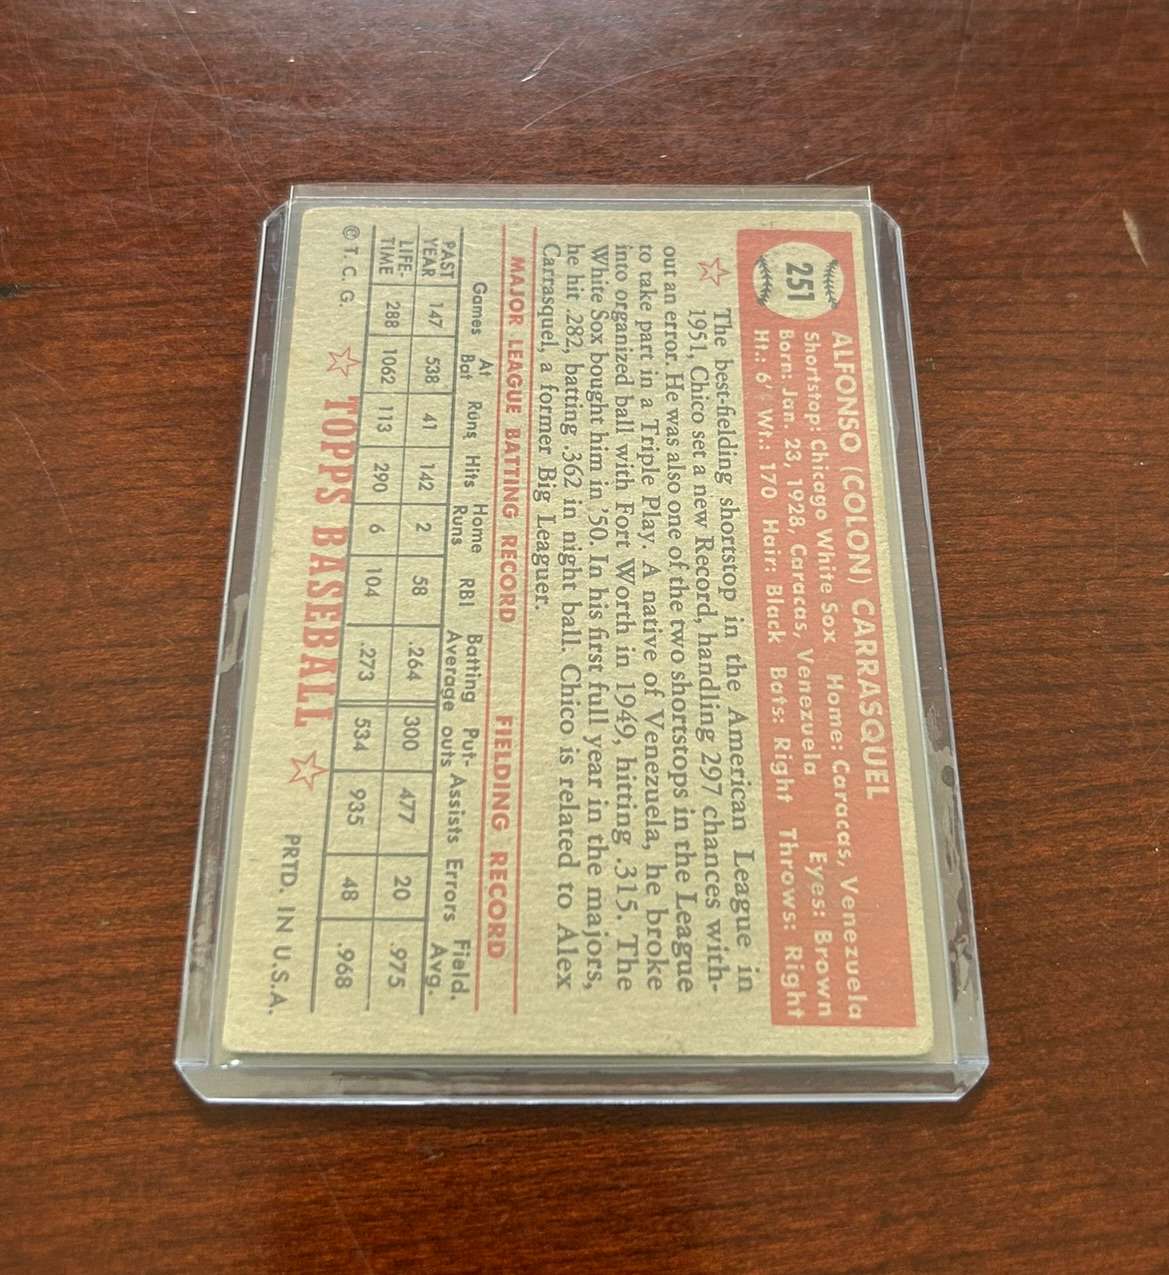 251
ALFONSO (COLON) CARRASQUEL
Shortstop: Chicago White Sox Home: Caracas, Venezuela
Born: Jan. 23, 1928, Caracas, Venezuela Eyes: Brown
Ht.: 6' Wt.: 170 Hair: Black Bats: Right Throws: Right
The best-fielding shortstop in the American League in
1951, Chico set a new Record, handling 297 chances with-
out an error. He was also one of the two shortstops in the League
to take part in a Triple Play. A native of Venezuela, he broke
into organized ball with Fort Worth in 1949, hitting .315. The
White Sox bought him in '50. In his first full year in the majors,
he hit .282, batting .362 in night ball. Chico is related to Alex
Carrasquel, a former Big Leaguer.
MAJOR LEAGUE BATTING RECORD FIELDING RECORD
Games At Bat Runs Hits Home Runs RBI Batting Average Put-outs Assists Errors Field. Avg.
PAST YEAR 147 538 41 142 2 58 .264 300 477 20 .975
LIFE-TIME 288 1062 113 290 6 104 .273 534 935 48 .968
© T. C. G. TOPPS BASEBALL PRTD. IN U.S.A.